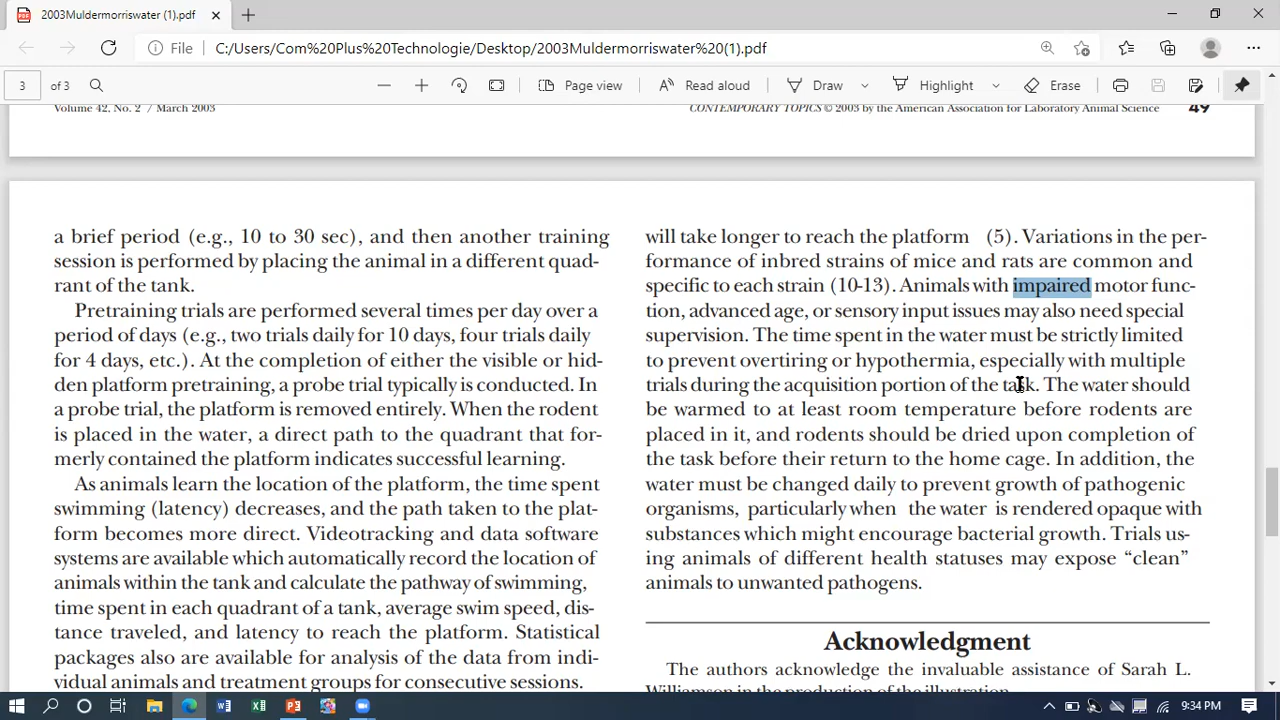 2003Muldermorriswater (1).pdf
File C:/Users/Com%20Plus%20Technologie/Desktop/2003Muldermorriswater%20(1).pdf
3 of 3 Page view Read aloud Draw Highlight Erase
Volume 42, No. 2 / March 2003
CONTEMPORARY TOPICS © 2003 by the American Association for Laboratory Animal Science 49
a brief period (e.g., 10 to 30 sec), and then another training
session is performed by placing the animal in a different quad-
rant of the tank.
Pretraining trials are performed several times per day over a
period of days (e.g., two trials daily for 10 days, four trials daily
for 4 days, etc.). At the completion of either the visible or hid-
den platform pretraining, a probe trial typically is conducted. In
a probe trial, the platform is removed entirely. When the rodent
is placed in the water, a direct path to the quadrant that for-
merly contained the platform indicates successful learning.
As animals learn the location of the platform, the time spent
swimming (latency) decreases, and the path taken to the plat-
form becomes more direct. Videotracking and data software
systems are available which automatically record the location of
animals within the tank and calculate the pathway of swimming,
time spent in each quadrant of a tank, average swim speed, dis-
tance traveled, and latency to reach the platform. Statistical
packages also are available for analysis of the data from indi-
vidual animals and treatment groups for consecutive sessions.
will take longer to reach the platform (5). Variations in the per-
formance of inbred strains of mice and rats are common and
specific to each strain (10-13). Animals with impaired motor func-
tion, advanced age, or sensory input issues may also need special
supervision. The time spent in the water must be strictly limited
to prevent overtiring or hypothermia, especially with multiple
trials during the acquisition portion of the task. The water should
be warmed to at least room temperature before rodents are
placed in it, and rodents should be dried upon completion of
the task before their return to the home cage. In addition, the
water must be changed daily to prevent growth of pathogenic
organisms, particularly when the water is rendered opaque with
substances which might encourage bacterial growth. Trials us-
ing animals of different health statuses may expose “clean”
animals to unwanted pathogens.
Acknowledgment
The authors acknowledge the invaluable assistance of Sarah L.
Williamson in the production of the illustration.
9:34 PM